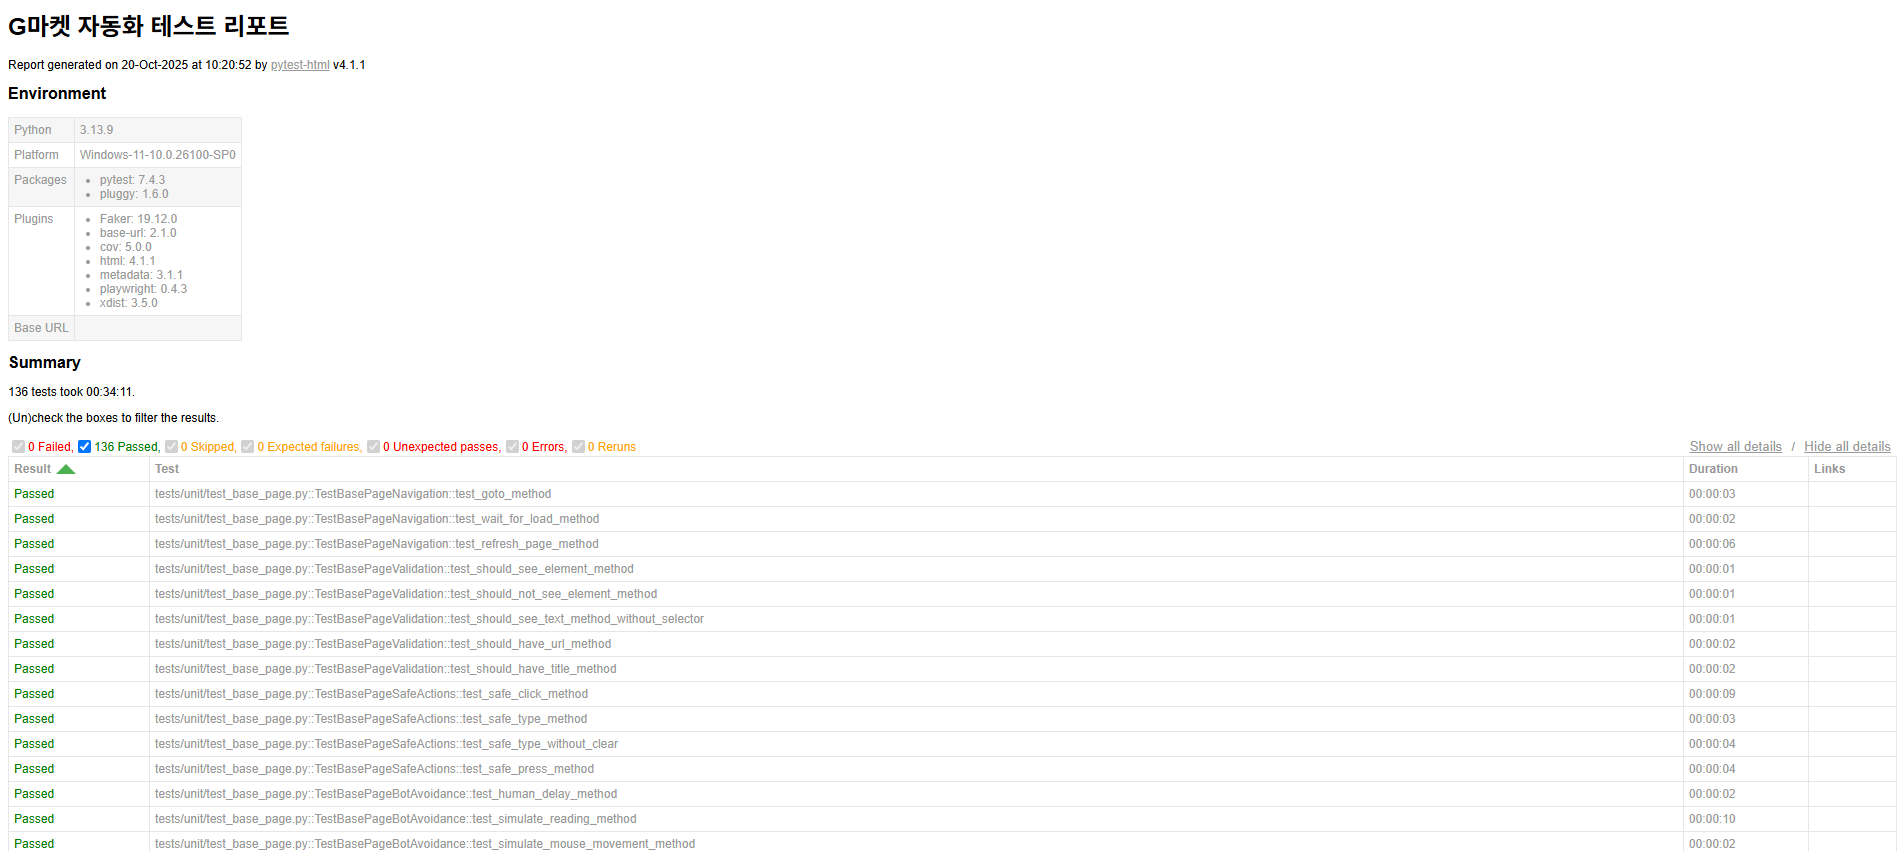 G마켓 자동화 테스트 리포트
Report generated on 20-Oct-2025 at 10:20:52 by pytest-html v4.1.1
Environment
Python 3.13.9
Platform Windows-11-10.0.26100-SP0
Packages
pytest: 7.4.3
pluggy: 1.6.0
Plugins
Faker: 19.12.0
base-url: 2.1.0
cov: 5.0.0
html: 4.1.1
metadata: 3.1.1
playwright: 0.4.3
xdist: 3.5.0
Base URL
Summary
136 tests took 00:34:11.
(Un)check the boxes to filter the results.
0 Failed, 136 Passed, 0 Skipped, 0 Expected failures, 0 Unexpected passes, 0 Errors, 0 Reruns Show all details / Hide all details
Result Test Duration Links
Passed tests/unit/test_base_page.py::TestBasePageNavigation::test_goto_method 00:00:03
Passed tests/unit/test_base_page.py::TestBasePageNavigation::test_wait_for_load_method 00:00:02
Passed tests/unit/test_base_page.py::TestBasePageNavigation::test_refresh_page_method 00:00:06
Passed tests/unit/test_base_page.py::TestBasePageValidation::test_should_see_element_method 00:00:01
Passed tests/unit/test_base_page.py::TestBasePageValidation::test_should_not_see_element_method 00:00:01
Passed tests/unit/test_base_page.py::TestBasePageValidation::test_should_see_text_method_without_selector 00:00:01
Passed tests/unit/test_base_page.py::TestBasePageValidation::test_should_have_url_method 00:00:02
Passed tests/unit/test_base_page.py::TestBasePageValidation::test_should_have_title_method 00:00:02
Passed tests/unit/test_base_page.py::TestBasePageSafeActions::test_safe_click_method 00:00:09
Passed tests/unit/test_base_page.py::TestBasePageSafeActions::test_safe_type_method 00:00:03
Passed tests/unit/test_base_page.py::TestBasePageSafeActions::test_safe_type_without_clear 00:00:04
Passed tests/unit/test_base_page.py::TestBasePageSafeActions::test_safe_press_method 00:00:04
Passed tests/unit/test_base_page.py::TestBasePageBotAvoidance::test_human_delay_method 00:00:02
Passed tests/unit/test_base_page.py::TestBasePageBotAvoidance::test_simulate_reading_method 00:00:10
Passed tests/unit/test_base_page.py::TestBasePageBotAvoidance::test_simulate_mouse_movement_method 00:00:02